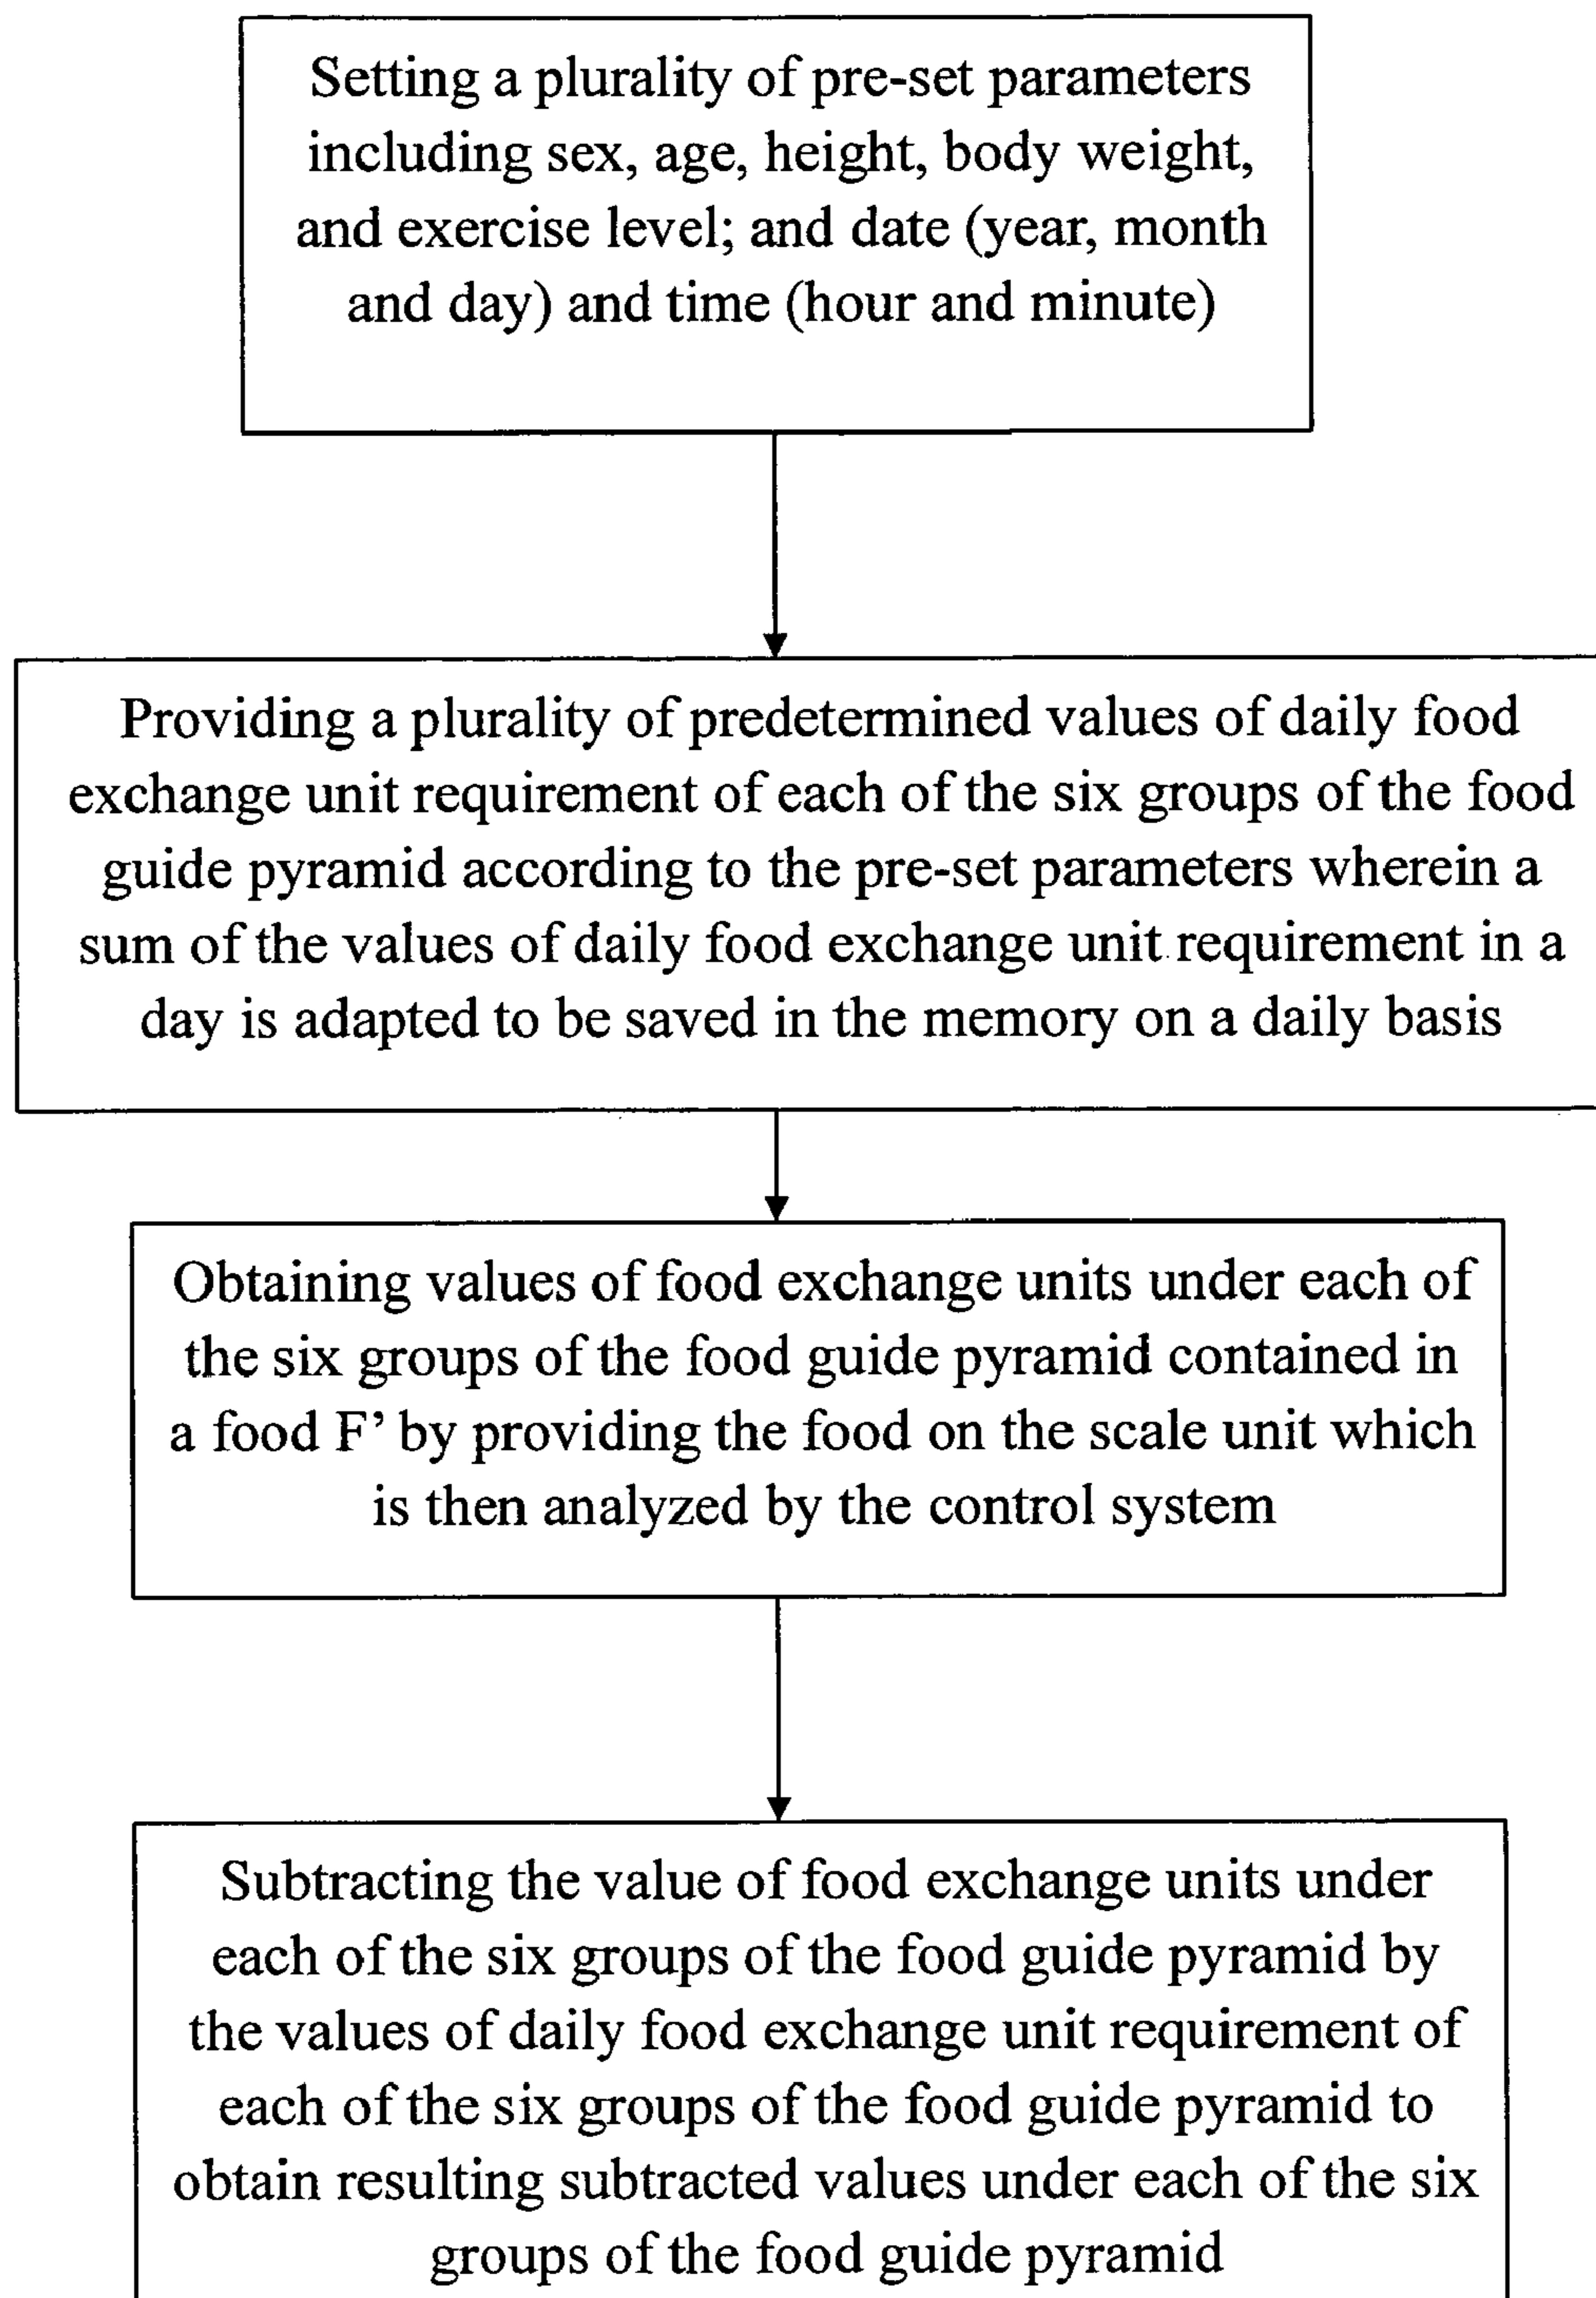 Setting a plurality of pre-set parameters
including sex, age, height, body weight,
and exercise level; and date (year, month
and day) and time (hour and minute)
Providing a plurality of predetermined values of daily food
exchange unit requirement of each of the six groups of the food
guide pyramid according to the pre-set parameters wherein a
sum of the values of daily food exchange unit requirement in a
day is adapted to be saved in the memory on a daily basis
Obtaining values of food exchange units under each of
the six groups of the food guide pyramid contained in
a food F’ by providing the food on the scale unit which
is then analyzed by the control system
Subtracting the value of food exchange units under
each of the six groups of the food guide pyramid by
the values of daily food exchange unit requirement of
each of the six groups of the food guide pyramid to
obtain resulting subtracted values under each of the six
groups of the food guide pyramid